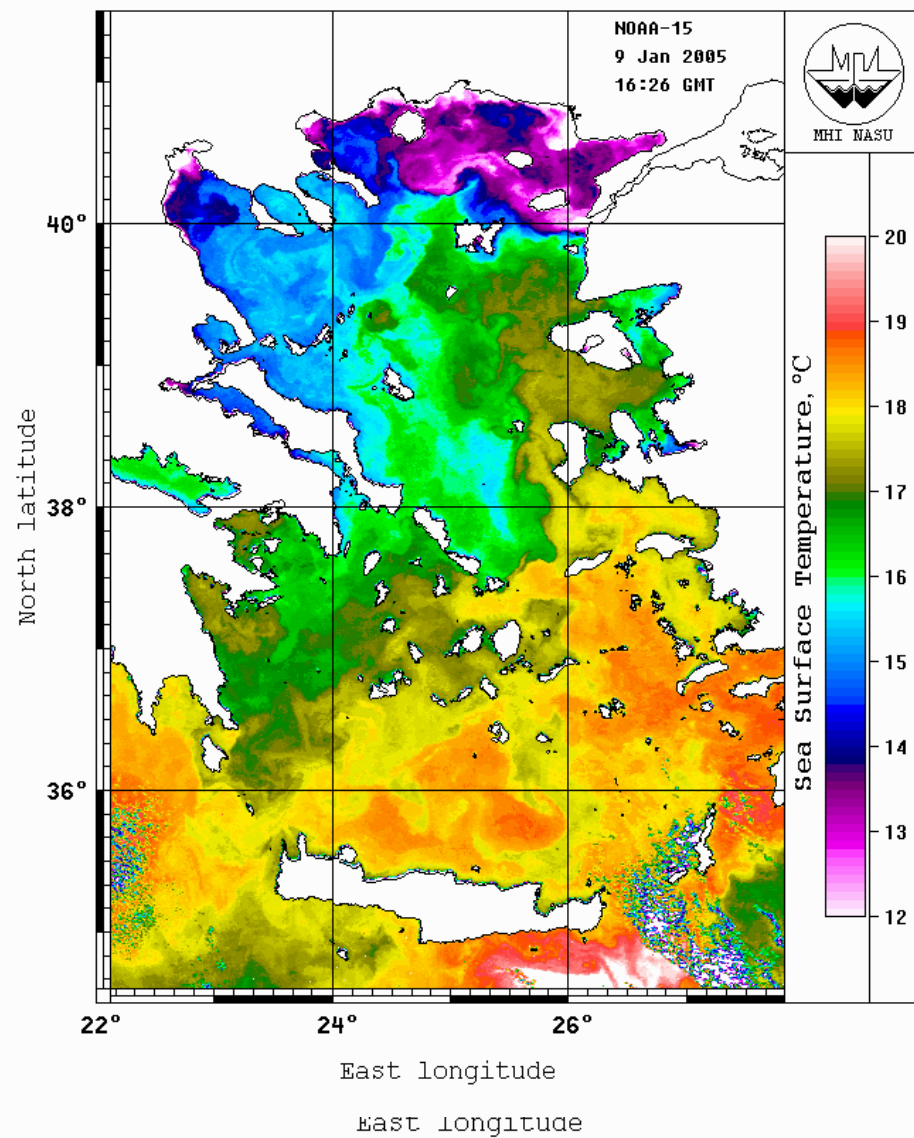 NOAA-15
9 Jan 2005
16:26 GMT
MHI NASU
40°
38°
36°
North latitude
22°
24°
26°
East longitude
East longitude
Sea Surface Temperature, °C
20
19
18
17
16
15
14
13
12